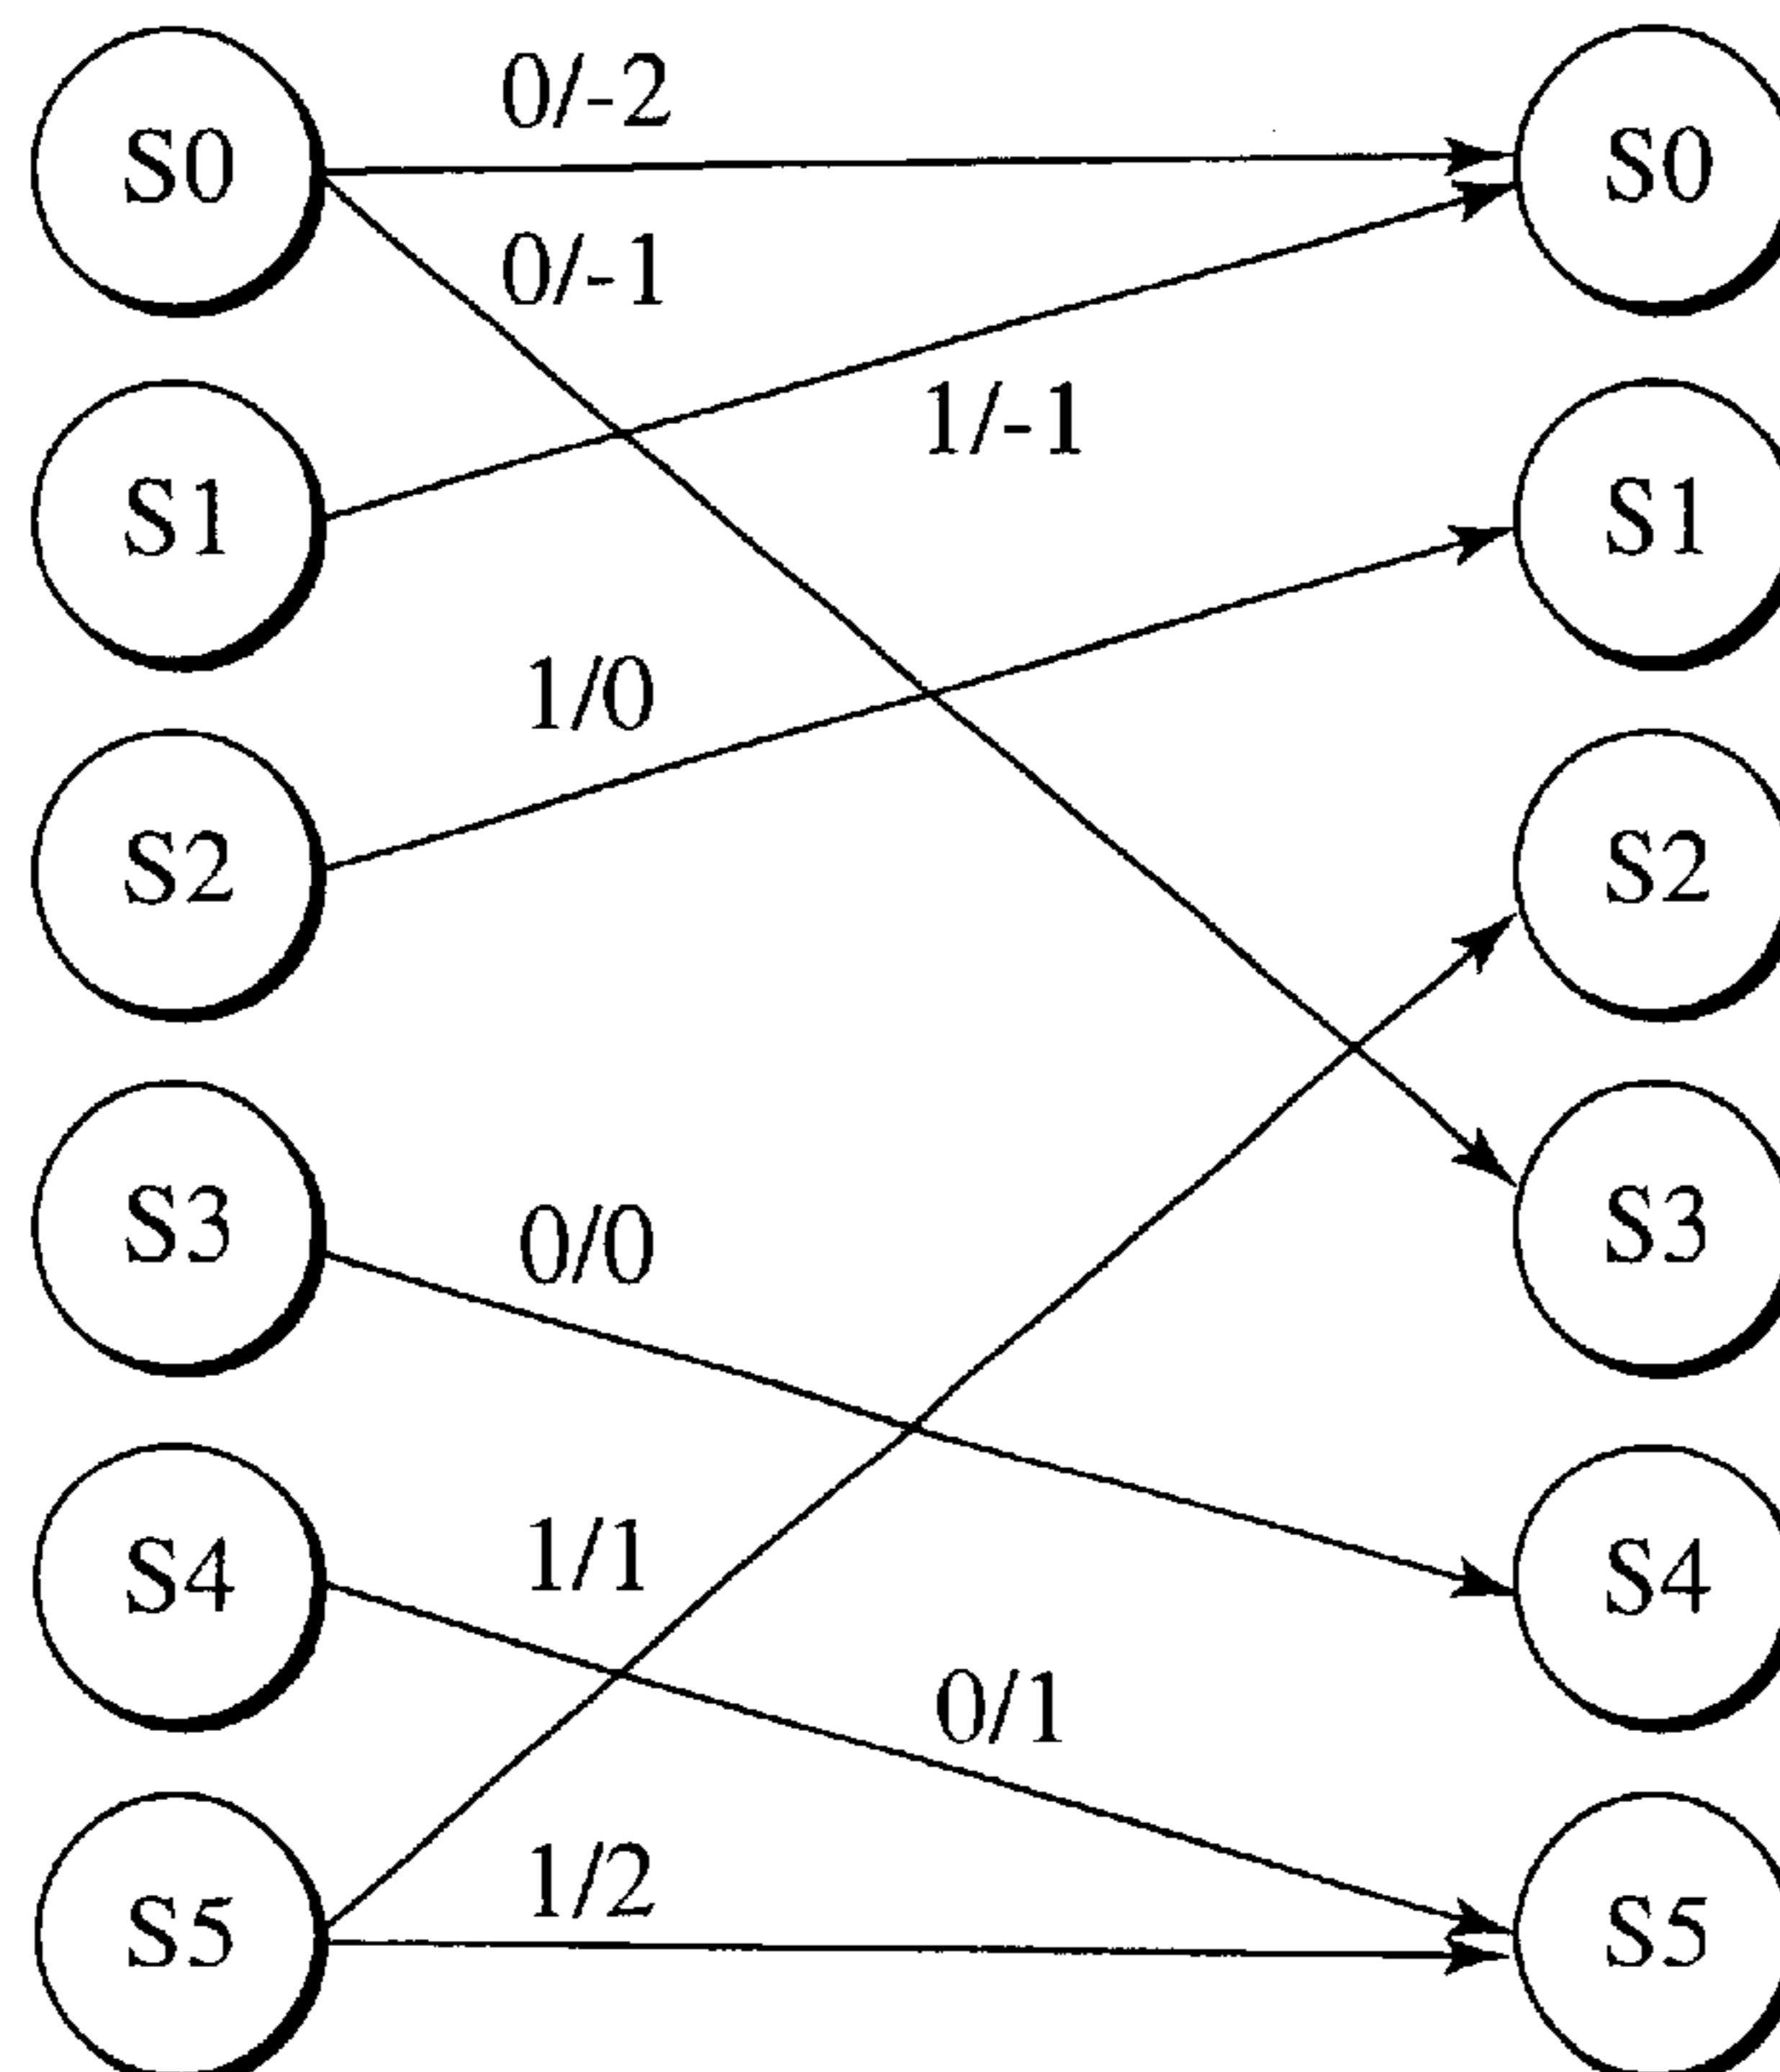 0/-2
S0 S0
0/-1
1/-1
S1 S1
1/0
S2 S2
S3 0/0 S3
1/1
S4 S4
0/1
1/2
S5 S5